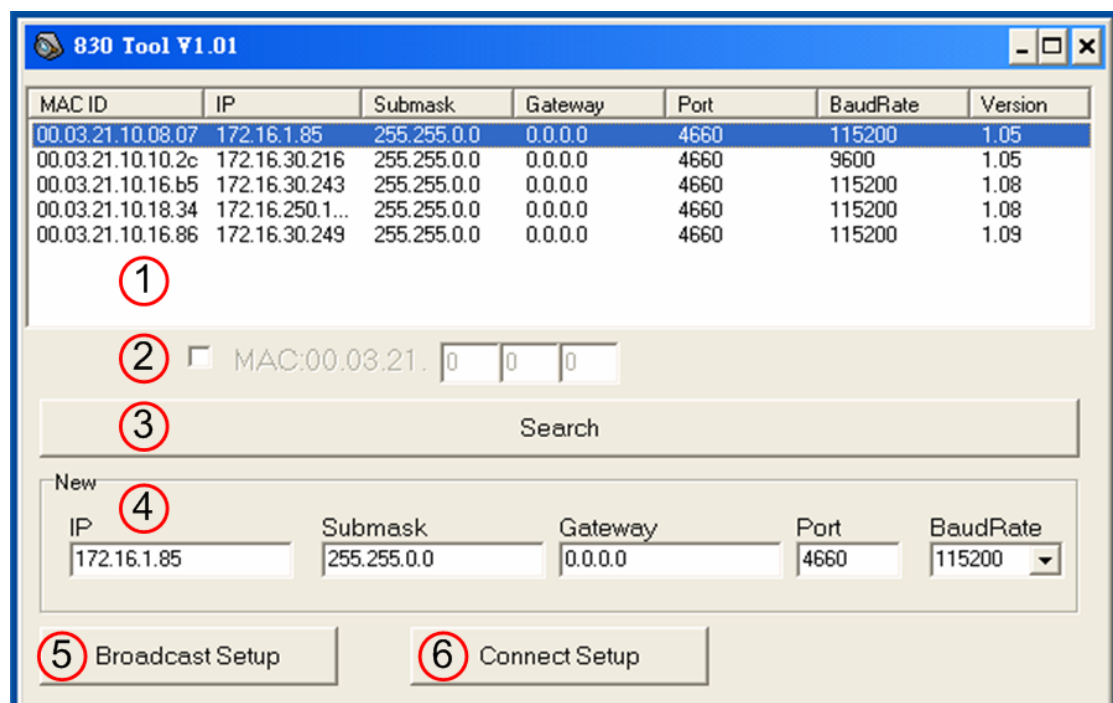 830 Tool V1.01
MAC ID IP Submask Gateway Port BaudRate Version
00.03.21.10.08.07 172.16.1.85 255.255.0.0 0.0.0.0 4660 115200 1.05
00.03.21.10.10.2c 172.16.30.216 255.255.0.0 0.0.0.0 4660 9600 1.05
00.03.21.10.16.b5 172.16.30.243 255.255.0.0 0.0.0.0 4660 115200 1.08
00.03.21.10.18.34 172.16.250.1... 255.255.0.0 0.0.0.0 4660 115200 1.08
00.03.21.10.16.86 172.16.30.249 255.255.0.0 0.0.0.0 4660 115200 1.09
1
2 MAC:00.03.21. 0 0 0
3 Search
New
4
IP Submask Gateway Port BaudRate
172.16.1.85 255.255.0.0 0.0.0.0 4660 115200
5 Broadcast Setup 6 Connect Setup